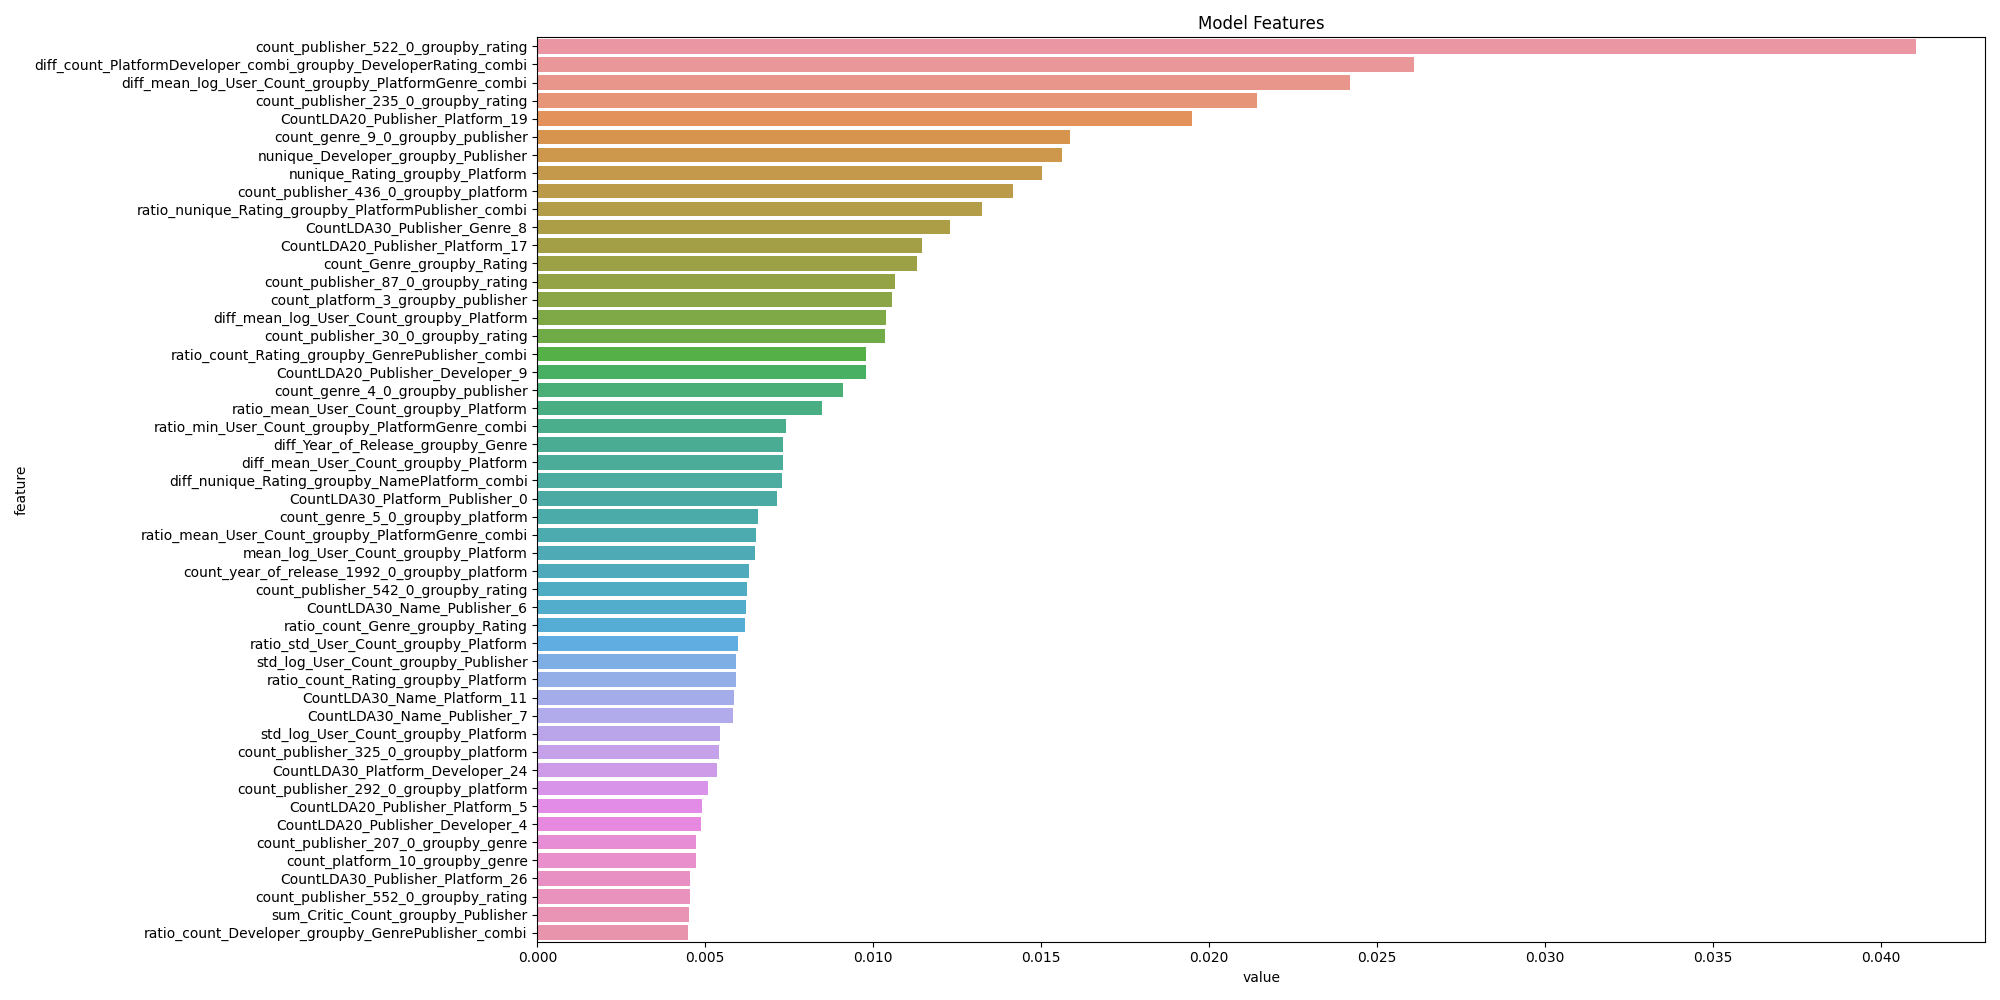 Model Features
count_publisher_522_0_groupby_rating
diff_count_PlatformDeveloper_combi_groupby_DeveloperRating_combi
diff_mean_log_User_Count_groupby_PlatformGenre_combi
count_publisher_235_0_groupby_rating
CountLDA20_Publisher_Platform_19
count_genre_9_0_groupby_publisher
nunique_Developer_groupby_Publisher
nunique_Rating_groupby_Platform
count_publisher_436_0_groupby_platform
ratio_nunique_Rating_groupby_PlatformPublisher_combi
CountLDA30_Publisher_Genre_8
CountLDA20_Publisher_Platform_17
count_Genre_groupby_Rating
count_publisher_87_0_groupby_rating
count_platform_3_groupby_publisher
diff_mean_log_User_Count_groupby_Platform
count_publisher_30_0_groupby_rating
ratio_count_Rating_groupby_GenrePublisher_combi
CountLDA20_Publisher_Developer_9
count_genre_4_0_groupby_publisher
ratio_mean_User_Count_groupby_Platform
ratio_min_User_Count_groupby_PlatformGenre_combi
diff_Year_of_Release_groupby_Genre
diff_mean_User_Count_groupby_Platform
diff_nunique_Rating_groupby_NamePlatform_combi
CountLDA30_Platform_Publisher_0
count_genre_5_0_groupby_platform
ratio_mean_User_Count_groupby_PlatformGenre_combi
mean_log_User_Count_groupby_Platform
count_year_of_release_1992_0_groupby_platform
count_publisher_542_0_groupby_rating
CountLDA30_Name_Publisher_6
ratio_count_Genre_groupby_Rating
ratio_std_User_Count_groupby_Platform
std_log_User_Count_groupby_Publisher
ratio_count_Rating_groupby_Platform
CountLDA30_Name_Platform_11
CountLDA30_Name_Publisher_7
std_log_User_Count_groupby_Platform
count_publisher_325_0_groupby_platform
CountLDA30_Platform_Developer_24
count_publisher_292_0_groupby_platform
CountLDA20_Publisher_Platform_5
CountLDA20_Publisher_Developer_4
count_publisher_207_0_groupby_genre
count_platform_10_groupby_genre
CountLDA30_Publisher_Platform_26
count_publisher_552_0_groupby_rating
sum_Critic_Count_groupby_Publisher
ratio_count_Developer_groupby_GenrePublisher_combi
feature
0.000 0.005 0.010 0.015 0.020 0.025 0.030 0.035 0.040
value